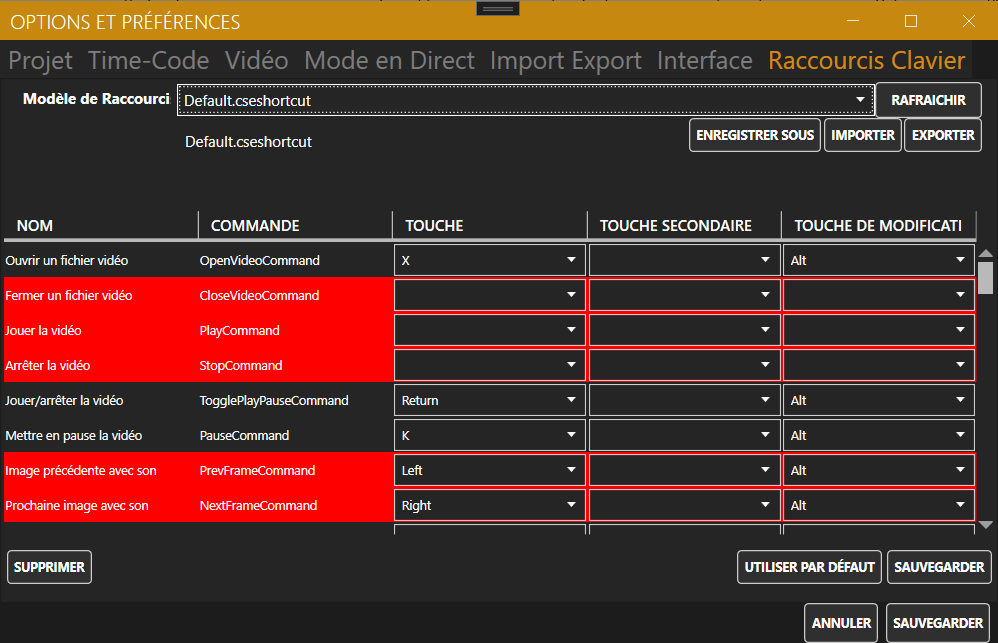 OPTIONS ET PRÉFÉRENCES
Projet Time-Code Vidéo Mode en Direct Import Export Interface Raccourcis Clavier
Modèle de Raccourci Default.cseshortcut RAFRAICHIR
Default.cseshortcut ENREGISTRER SOUS IMPORTER EXPORTER
NOM COMMANDE TOUCHE TOUCHE SECONDAIRE TOUCHE DE MODIFICATI
Ouvrir un fichier vidéo OpenVideoCommand X Alt
Fermer un fichier vidéo CloseVideoCommand
Jouer la vidéo PlayCommand
Arrêter la vidéo StopCommand
Jouer/arrêter la vidéo TogglePlayPauseCommand Return Alt
Mettre en pause la vidéo PauseCommand K Alt
Image précédente avec son PrevFrameCommand Left Alt
Prochaine image avec son NextFrameCommand Right Alt
SUPPRIMER UTILISER PAR DÉFAUT SAUVEGARDER
ANNULER SAUVEGARDER